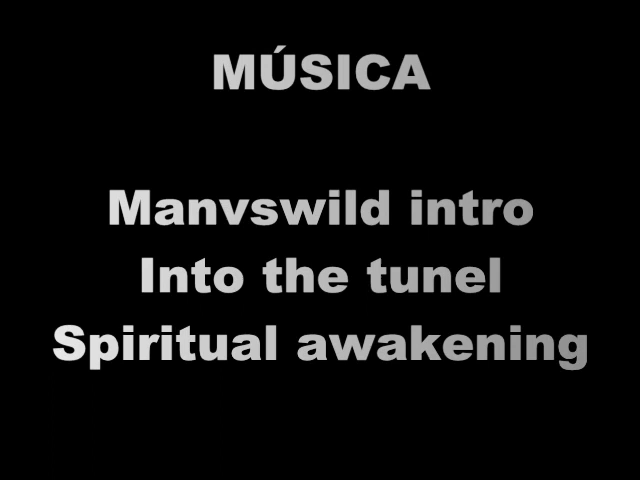 MÚSICA
Manvswild intro
Into the tunel
Spiritual awakening